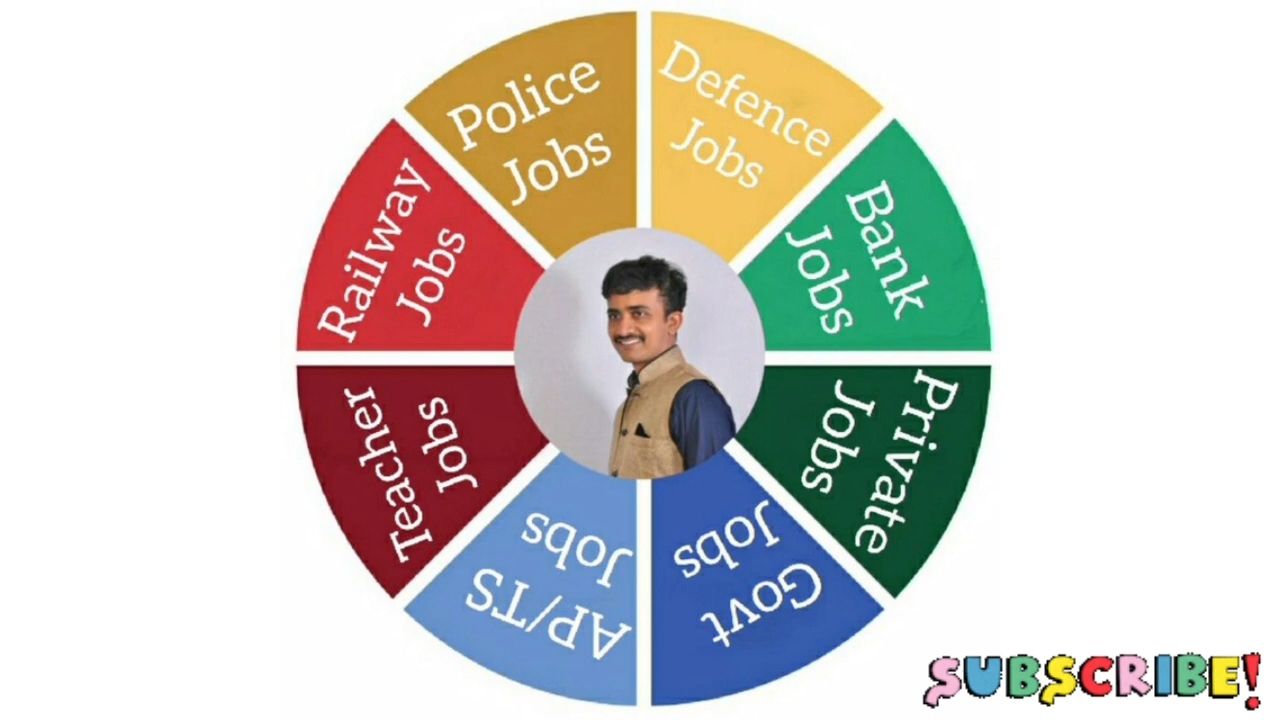 Police
Jobs
Defence
Jobs
Bank
Jobs
Private
Jobs
Govt
Jobs
AP/TS
Jobs
Teacher
Jobs
Railway
Jobs
SUBSCRIBE!